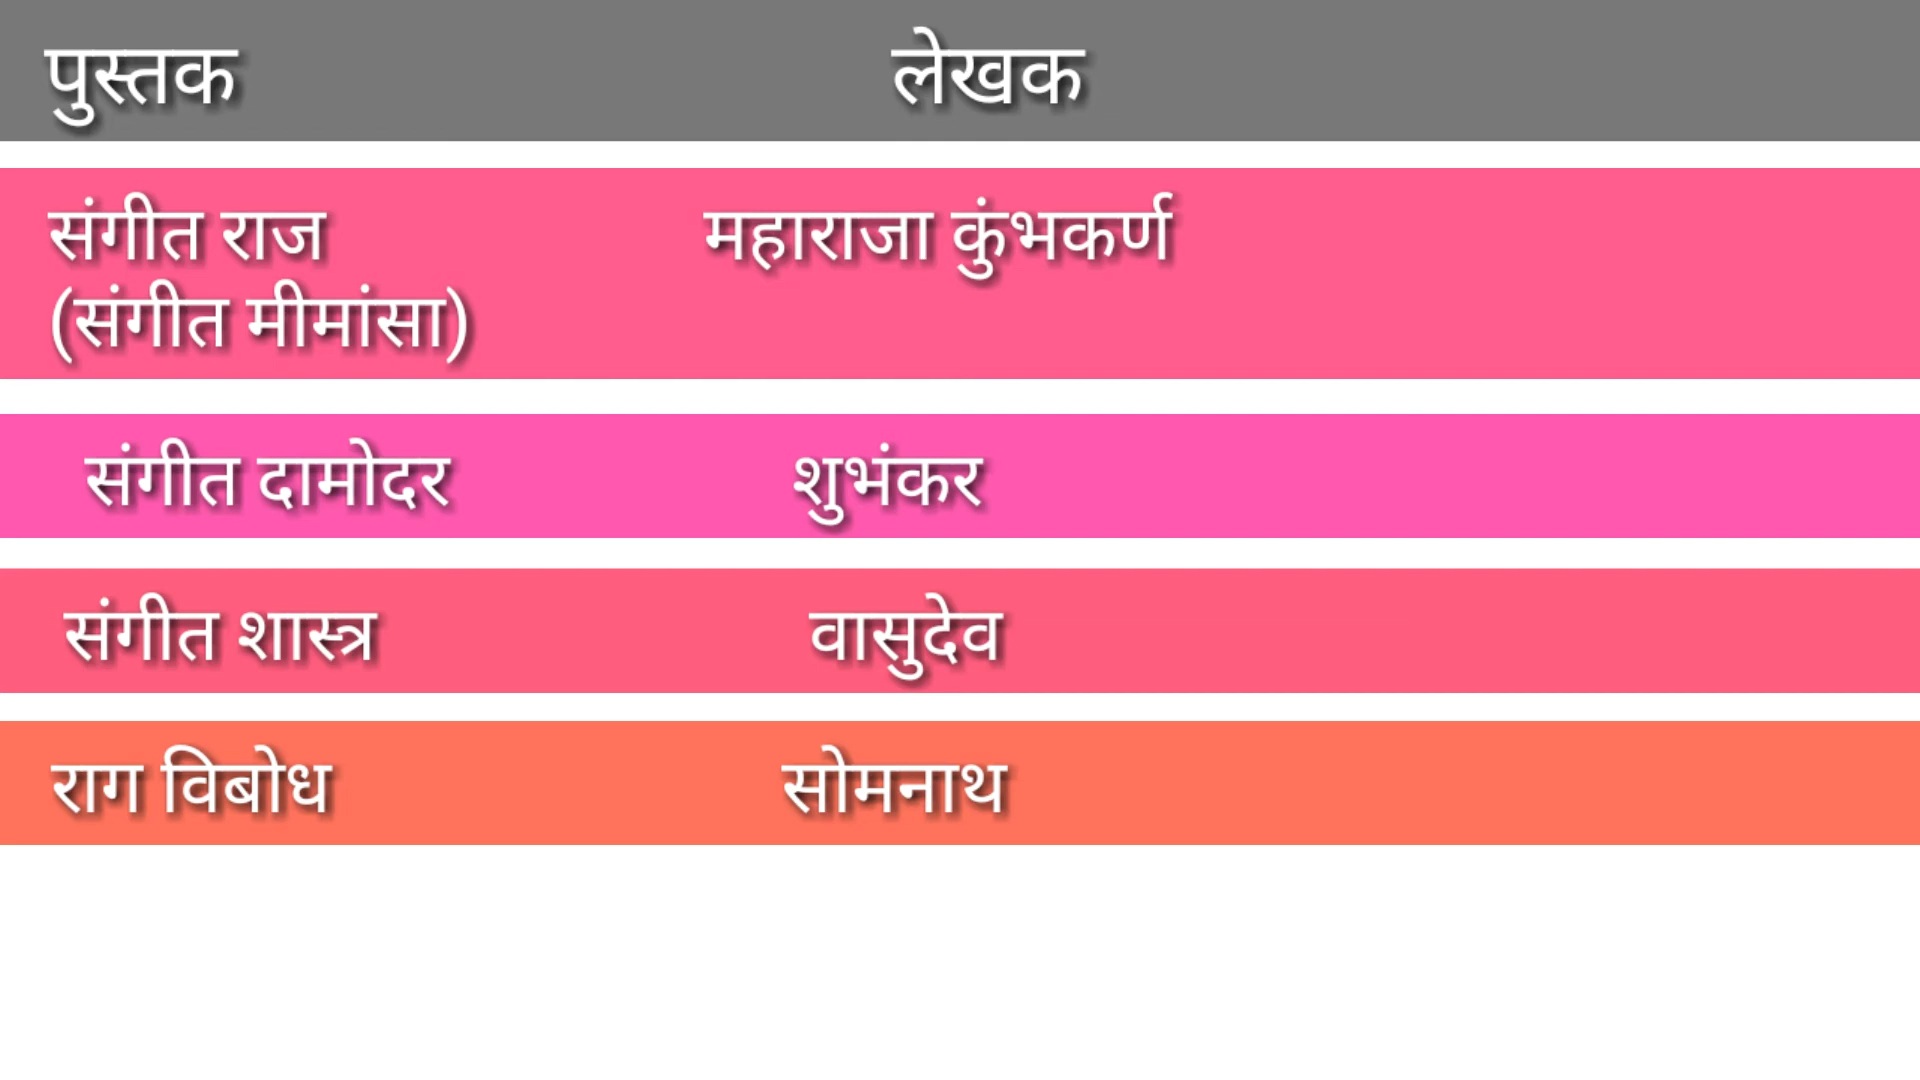 पुस्तक लेखक
संगीत राज महाराजा कुंभकर्ण
(संगीत मीमांसा)
संगीत दामोदर शुभंकर
संगीत शास्त्र वासुदेव
राग विबोध सोमनाथ